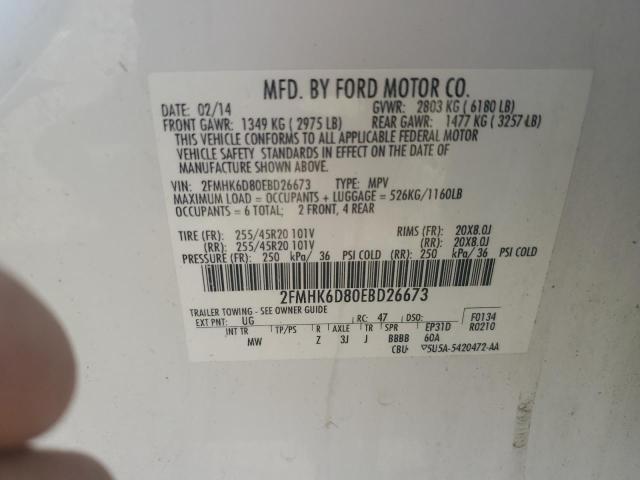 MFD. BY FORD MOTOR CO.
DATE: 02/14 GVWR: 2803 KG ( 6180 LB)
FRONT GAWR: 1349 KG ( 2975 LB) REAR GAWR: 1477 KG ( 3257 LB)
THIS VEHICLE CONFORMS TO ALL APPLICABLE FEDERAL MOTOR
VEHICLE SAFETY STANDARDS IN EFFECT ON THE DATE OF
MANUFACTURE SHOWN ABOVE.
VIN: 2FMHK6D80EBD26673 TYPE: MPV
MAXIMUM LOAD = OCCUPANTS + LUGGAGE = 526KG/1160LB
OCCUPANTS = 6 TOTAL; 2 FRONT, 4 REAR
TIRE (FR): 255/45R20 101V RIMS (FR): 20X8.0J
(RR): 255/45R20 101V (RR): 20X8.0J
PRESSURE (FR): 250 kPa/ 36 PSI COLD (RR): 250 kPa/ 36 PSI COLD
2FMHK6D80EBD26673
TRAILER TOWING - SEE OWNER GUIDE
EXT PNT: UG RC: 47 DSO: F0134
INT TR TP/PS R AXLE TR SPR EP31D R0210
MW Z 3J J BBBB 60A
CBU ▽SU5A-5420472-AA